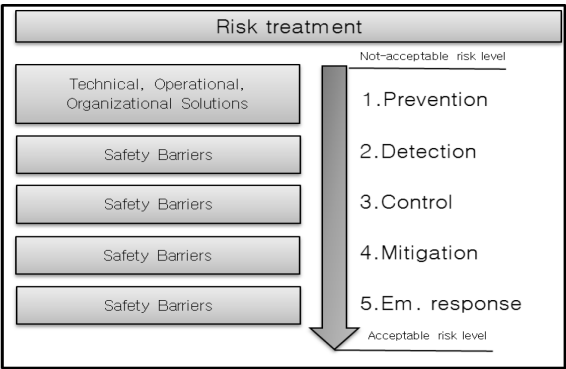 Risk treatment
Not-acceptable risk level
Technical, Operational,
Organizational Solutions
1.Prevention
Safety Barriers
2.Detection
Safety Barriers
3.Control
Safety Barriers
4.Mitigation
Safety Barriers
5.Em. response
Acceptable risk level